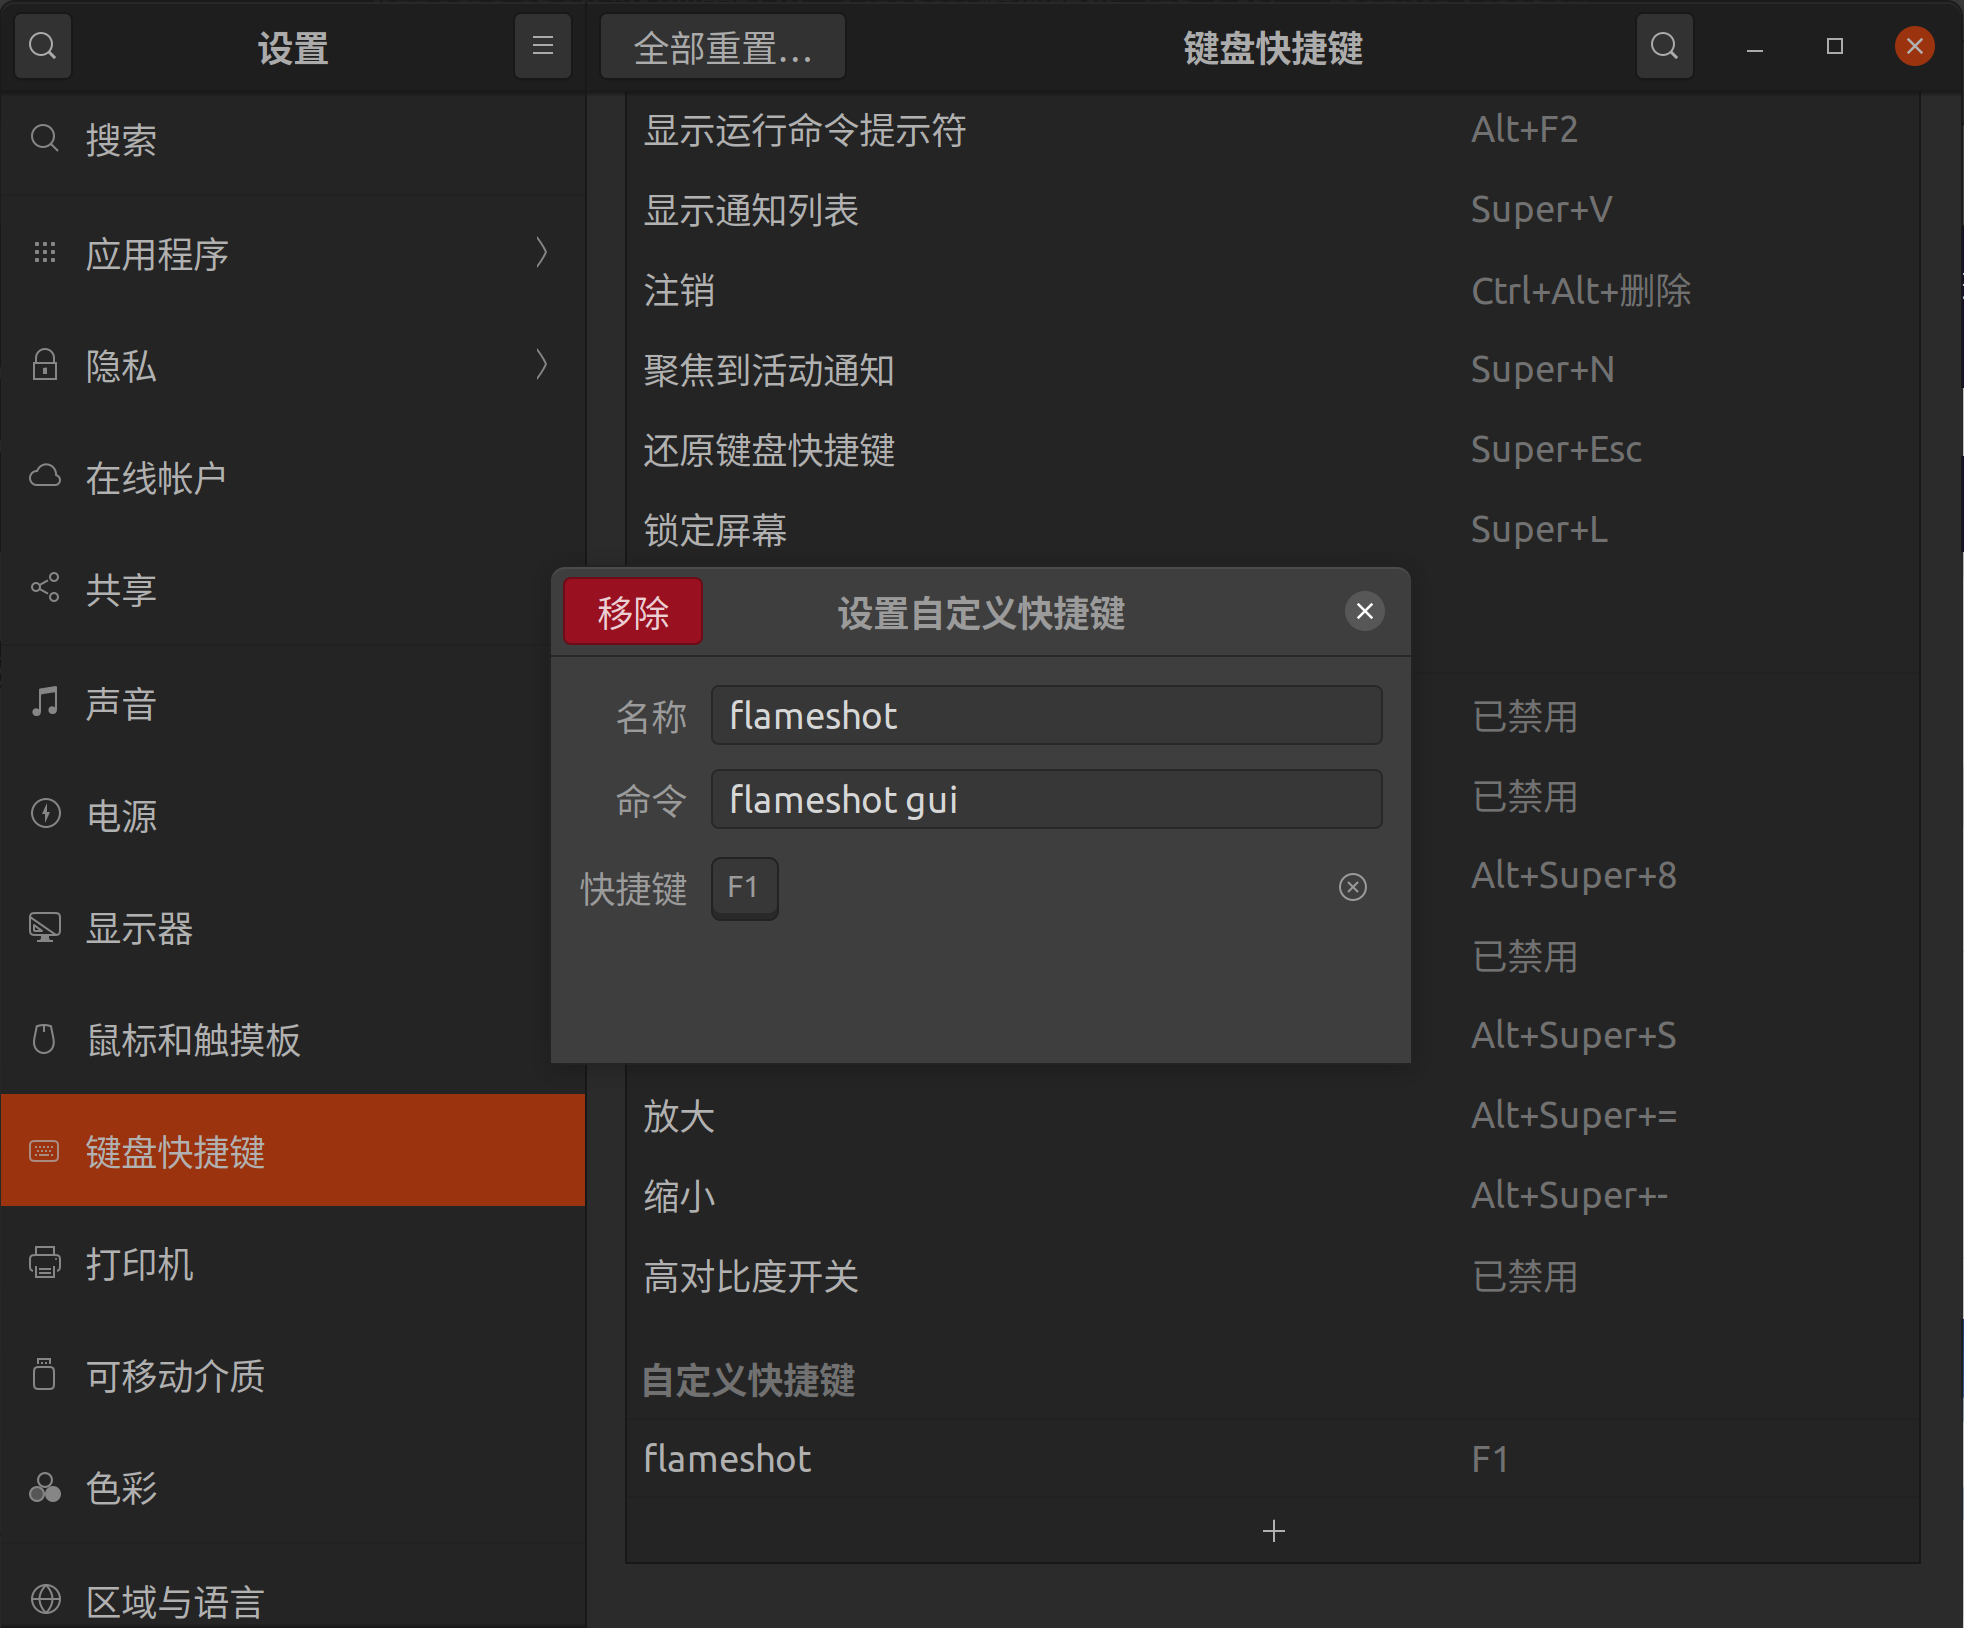 设置
全部重置…
键盘快捷键
搜索
应用程序
隐私
在线帐户
共享
声音
电源
显示器
鼠标和触摸板
键盘快捷键
打印机
可移动介质
色彩
区域与语言
显示运行命令提示符 Alt+F2
显示通知列表 Super+V
注销 Ctrl+Alt+删除
聚焦到活动通知 Super+N
还原键盘快捷键 Super+Esc
锁定屏幕 Super+L
移除
设置自定义快捷键
名称 flameshot
命令 flameshot gui
快捷键 F1
已禁用
已禁用
Alt+Super+8
已禁用
Alt+Super+S
放大 Alt+Super+=
缩小 Alt+Super+-
高对比度开关 已禁用
自定义快捷键
flameshot F1